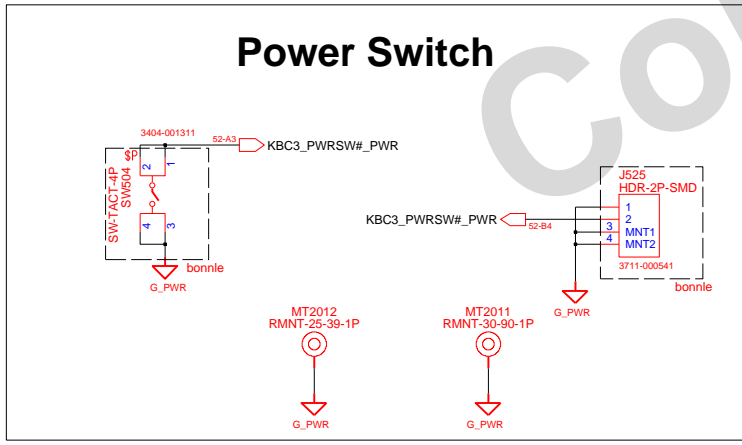 Power Switch
Co
3404-001311
52-A3
KBC3_PWRSW#_PWR
$P
2
1
SW-TACT-4P
SW504
4
3
bonnle
G_PWR
J525
HDR-2P-SMD
1
2
3
MNT1
4
MNT2
3711-000541
bonnle
KBC3_PWRSW#_PWR
52-B4
G_PWR
MT2012
RMNT-25-39-1P
G_PWR
MT2011
RMNT-30-90-1P
G_PWR